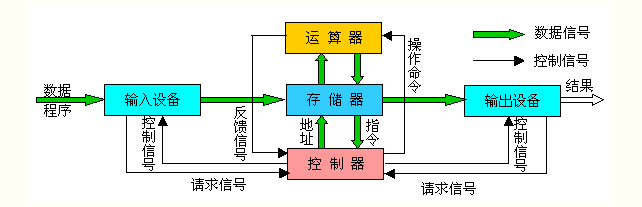 运 算 器
操作命令
数据信号
控制信号
数据
程序
输入设备
反馈信号
存 储 器
输出设备
结果
控制信号
地址
指令
控制信号
控 制 器
请求信号
请求信号